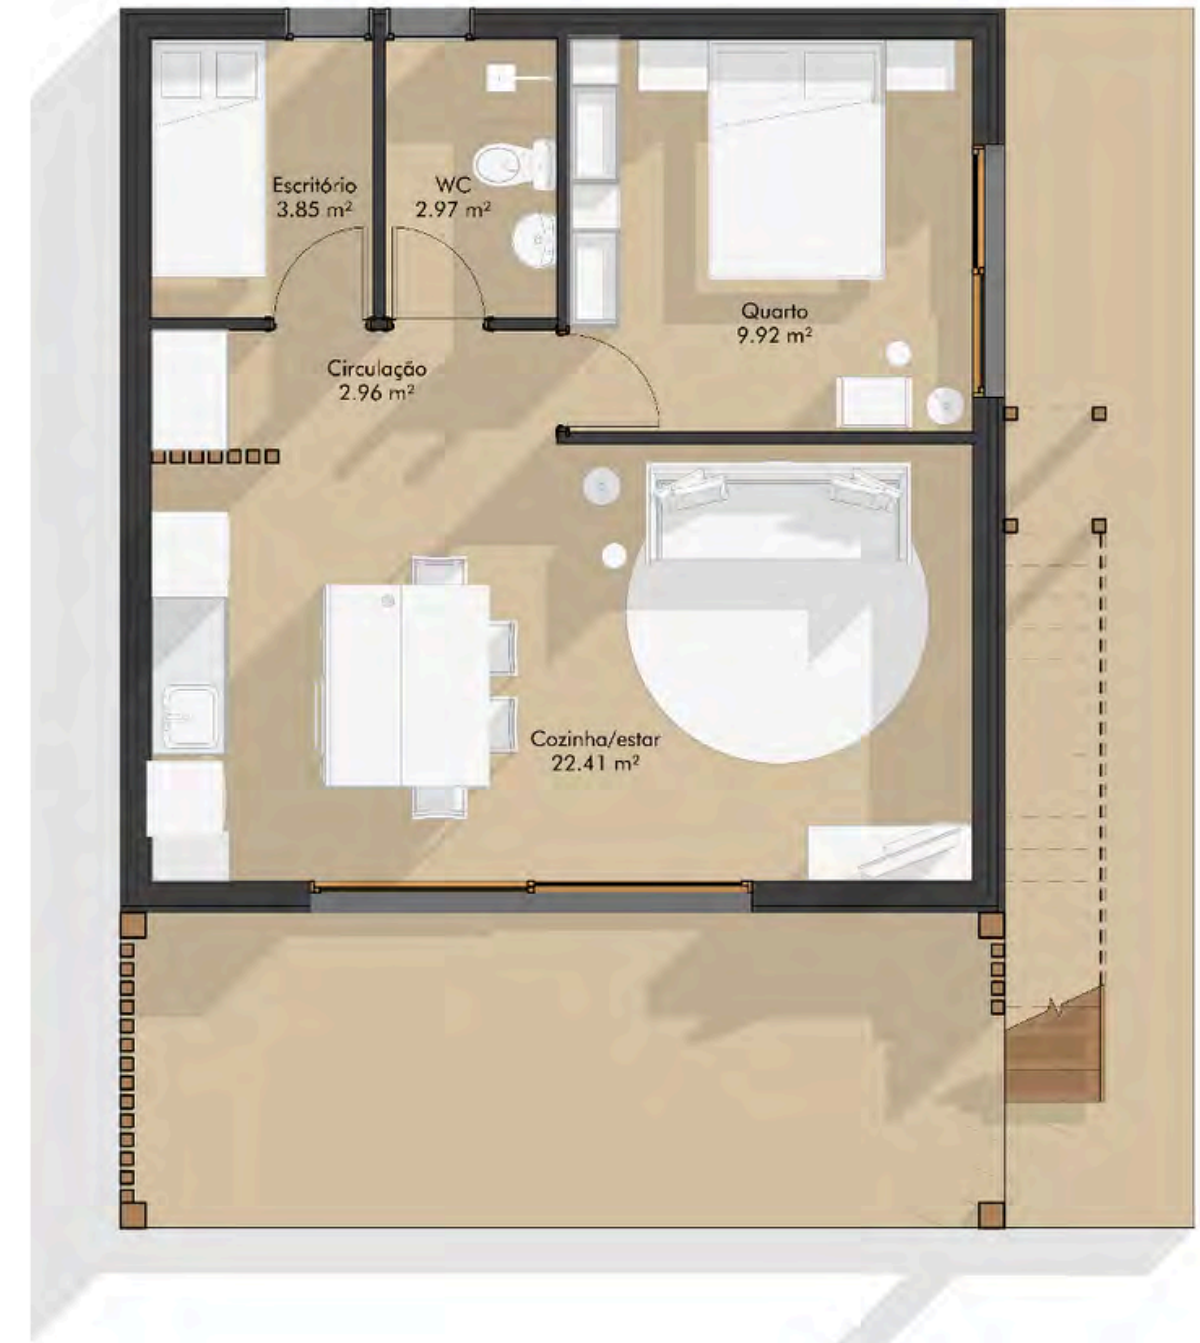 Escritório
3.85 m²
WC
2.97 m²
Quarto
9.92 m²
Circulação
2.96 m²
Cozinha/estar
22.41 m²